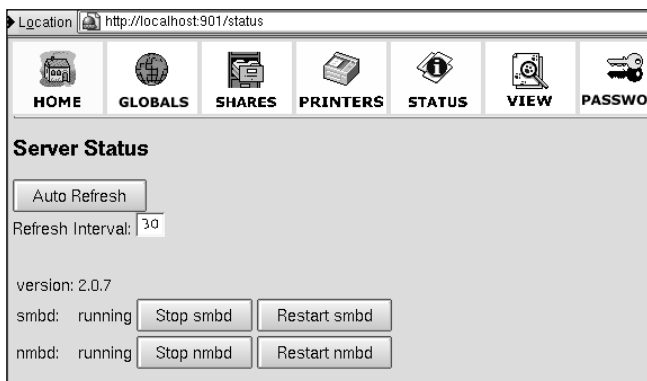 Location http://localhost:901/status
HOME GLOBALS SHARES PRINTERS STATUS VIEW PASSWO
Server Status
Auto Refresh
Refresh Interval: 30
version: 2.0.7
smbd: running Stop smbd Restart smbd
nmbd: running Stop nmbd Restart nmbd